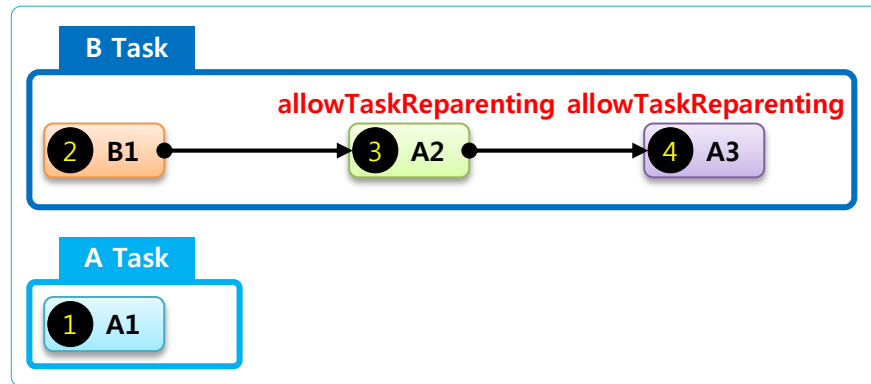 B Task
allowTaskReparenting allowTaskReparenting
2 B1 3 A2 4 A3
A Task
1 A1